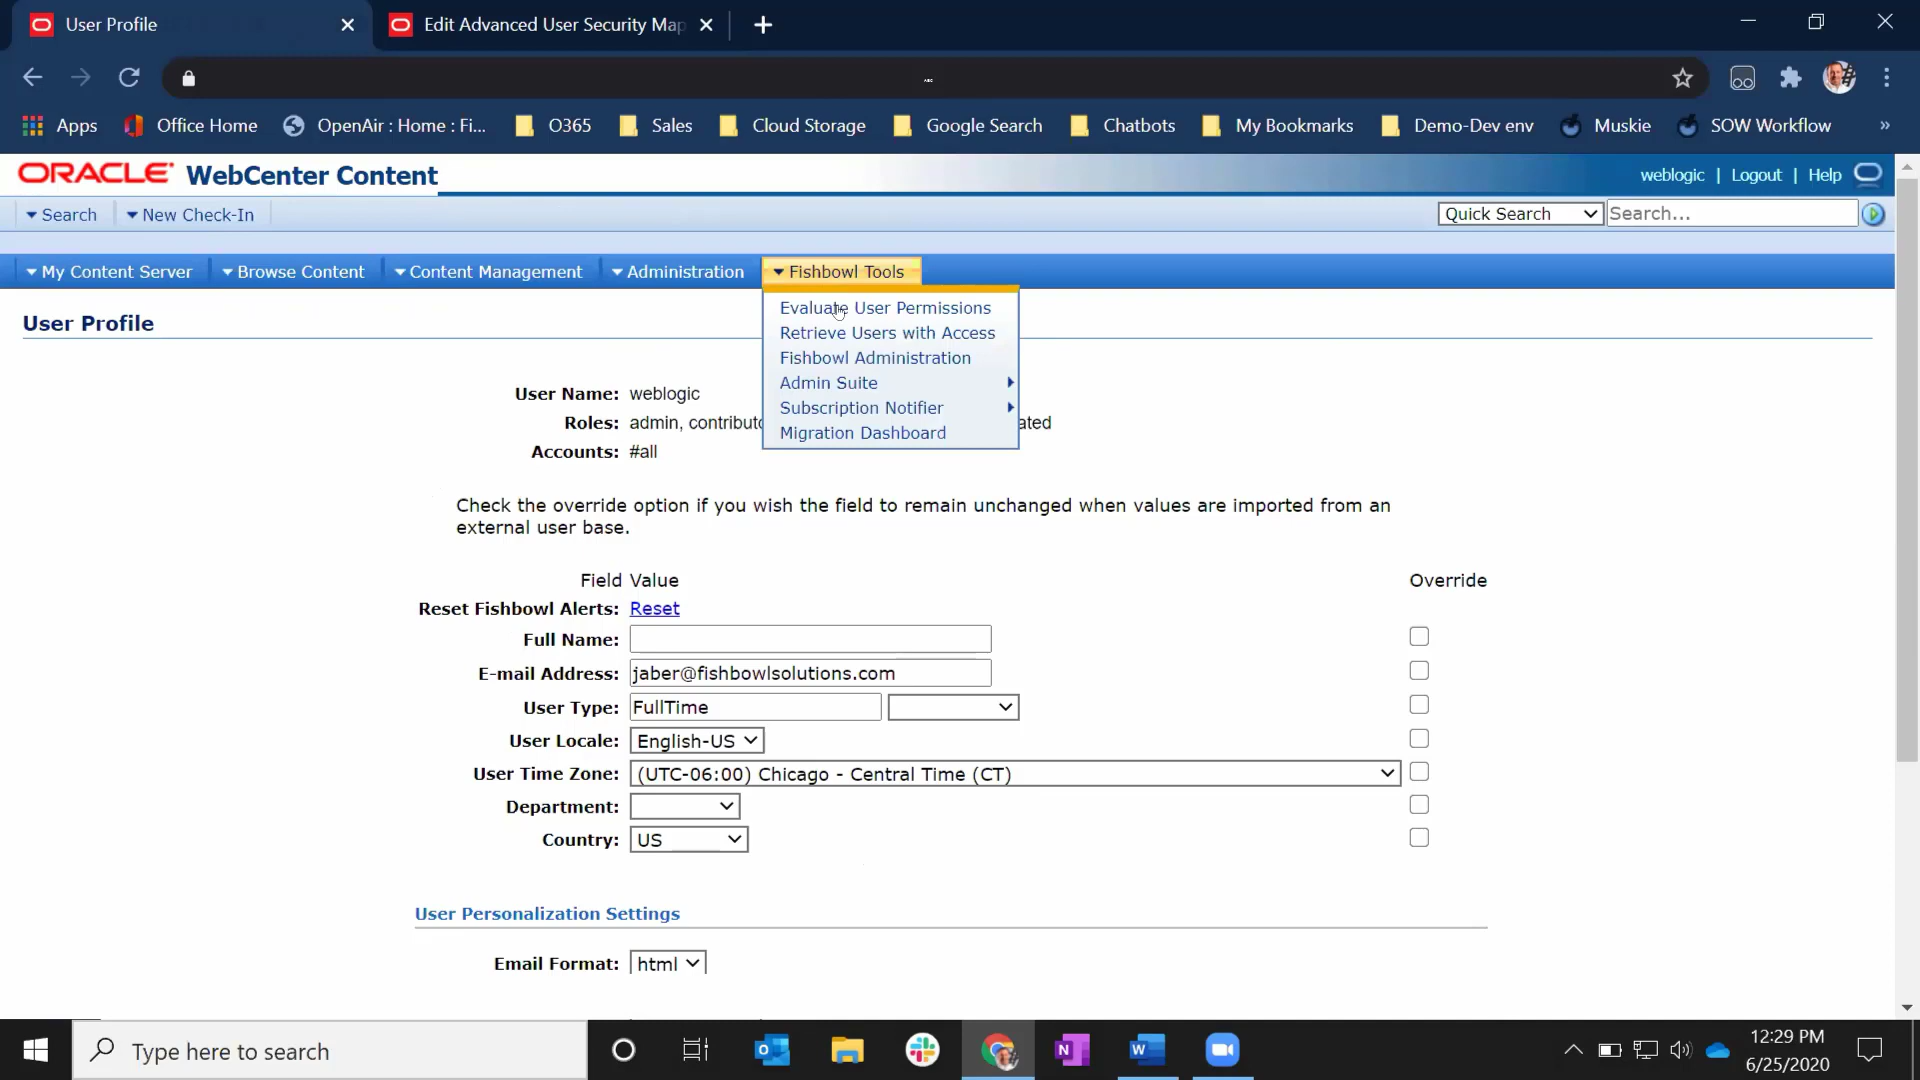 User Profile
Edit Advanced User Security Map
Apps Office Home OpenAir : Home : Fi... O365 Sales Cloud Storage Google Search Chatbots My Bookmarks Demo-Dev env Muskie SOW Workflow »
ORACLE WebCenter Content
weblogic | Logout | Help
Search New Check-In
Quick Search Search...
My Content Server Browse Content Content Management Administration Fishbowl Tools
Evaluate User Permissions
Retrieve Users with Access
Fishbowl Administration
Admin Suite
Subscription Notifier
Migration Dashboard
User Profile
User Name: weblogic
Roles: admin, contributo ated
Accounts: #all
Check the override option if you wish the field to remain unchanged when values are imported from an
external user base.
Field Value Override
Reset Fishbowl Alerts: Reset
Full Name:
E-mail Address: jaber@fishbowlsolutions.com
User Type: FullTime
User Locale: English-US
User Time Zone: (UTC-06:00) Chicago - Central Time (CT)
Department:
Country: US
User Personalization Settings
Email Format: html
Type here to search
12:29 PM
6/25/2020